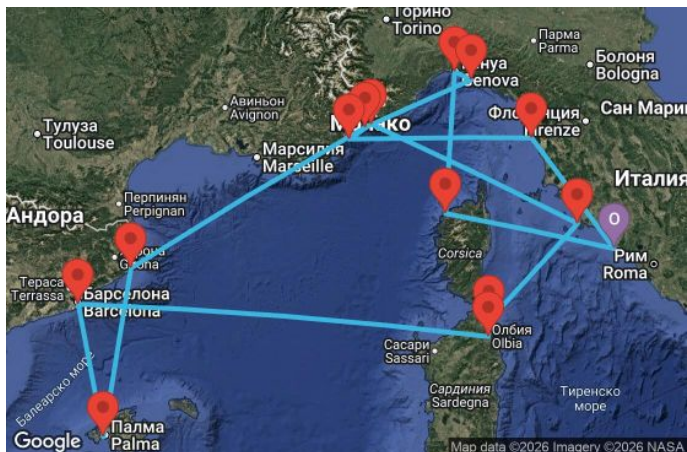 Торино
Torino
Парма
Parma
Генуа
Genova
Болоня
Bologna
Авиньон
Avignon
Монако
Флоренция
Firenze
Сан Марин
Тулуза
Toulouse
Марсилия
Marseille
Италия
Перпинян
Perpignan
Андора
O
Герона
Girona
Рим
Roma
Corsica
Тераса
Terrassa
Барселона
Barcelona
Олбия
Olbia
Сасари
Sassari
Балеарско море
Сардиния
Sardegna
Тиренско
море
Палма
Palma
Google
Map data ©2026 Imagery ©2026 NASA